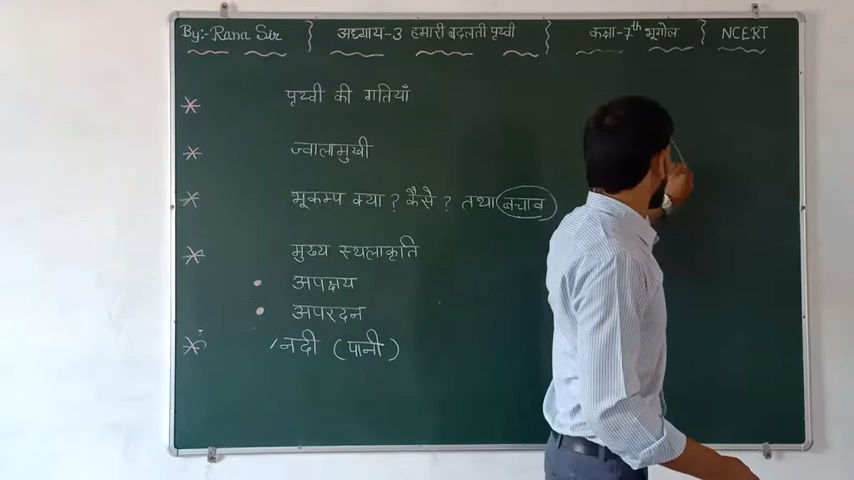 By:- Rana Sir } अध्याय-3 हमारी बदलती पृथ्वी } कक्षा-7th भूगोल } NCERT
* पृथ्वी की गतियाँ
* ज्वालामुखी
* भूकम्प क्या ? कैसे ? तथा बचाव
* मुख्य स्थलाकृति
• अपक्षय
• अपरदन
* नदी (पानी)